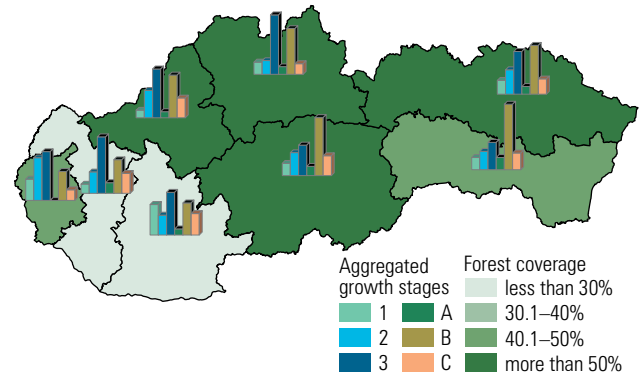 Aggregated
growth stages
1 A
2 B
3 C
Forest coverage
less than 30%
30.1–40%
40.1–50%
more than 50%